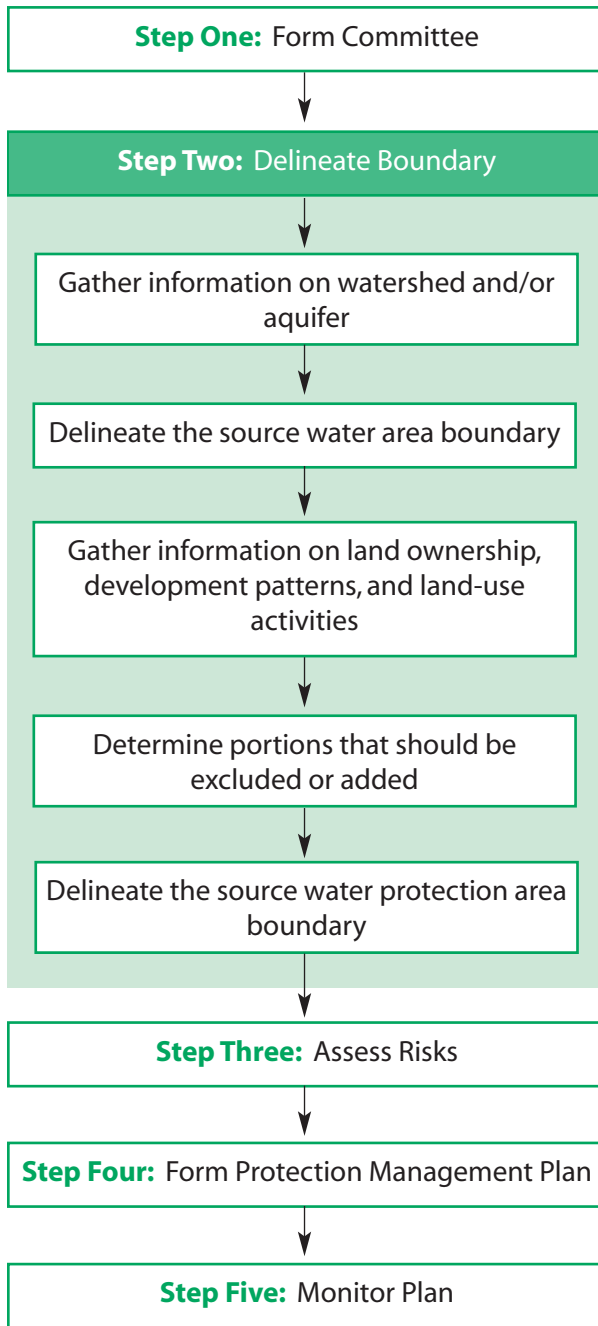 Step One: Form Committee
Step Two: Delineate Boundary
Gather information on watershed and/or
aquifer
Delineate the source water area boundary
Gather information on land ownership,
development patterns, and land-use
activities
Determine portions that should be
excluded or added
Delineate the source water protection area
boundary
Step Three: Assess Risks
Step Four: Form Protection Management Plan
Step Five: Monitor Plan